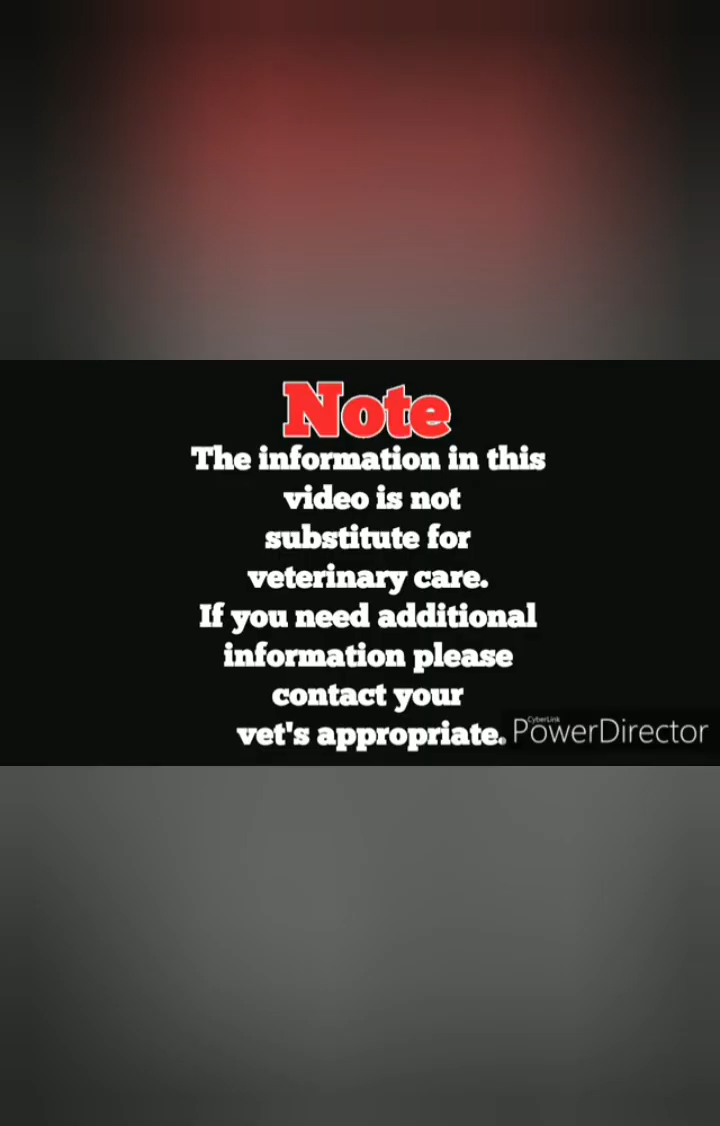 Note
The information in this
video is not
substitute for
veterinary care.
If you need additional
information please
contact your
vet's appropriate.
CyberLink
PowerDirector